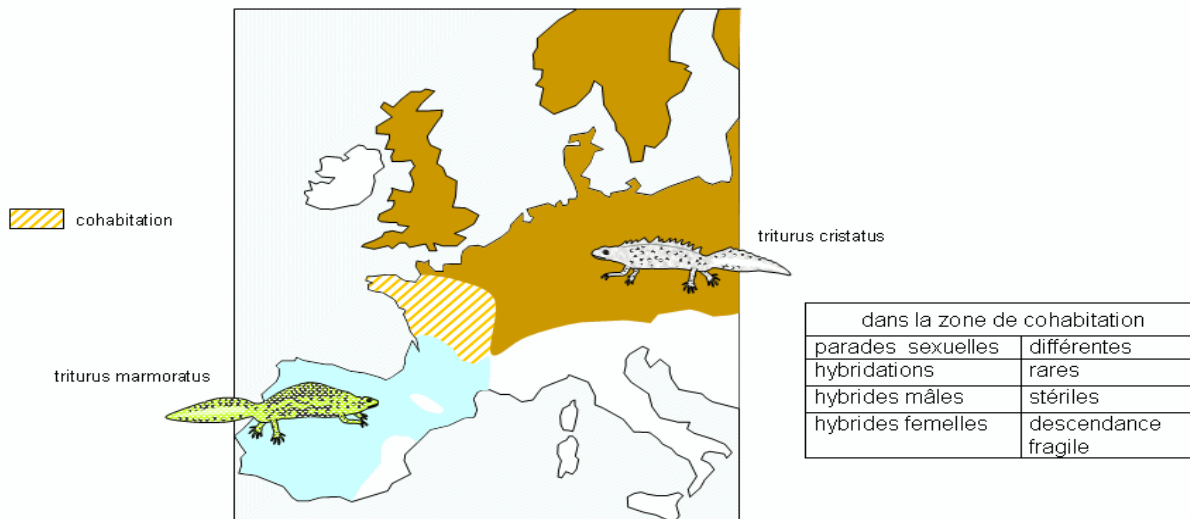 cohabitation
triturus cristatus
triturus marmoratus
dans la zone de cohabitation
parades sexuelles différentes
hybridations rares
hybrides mâles stériles
hybrides femelles descendance
fragile